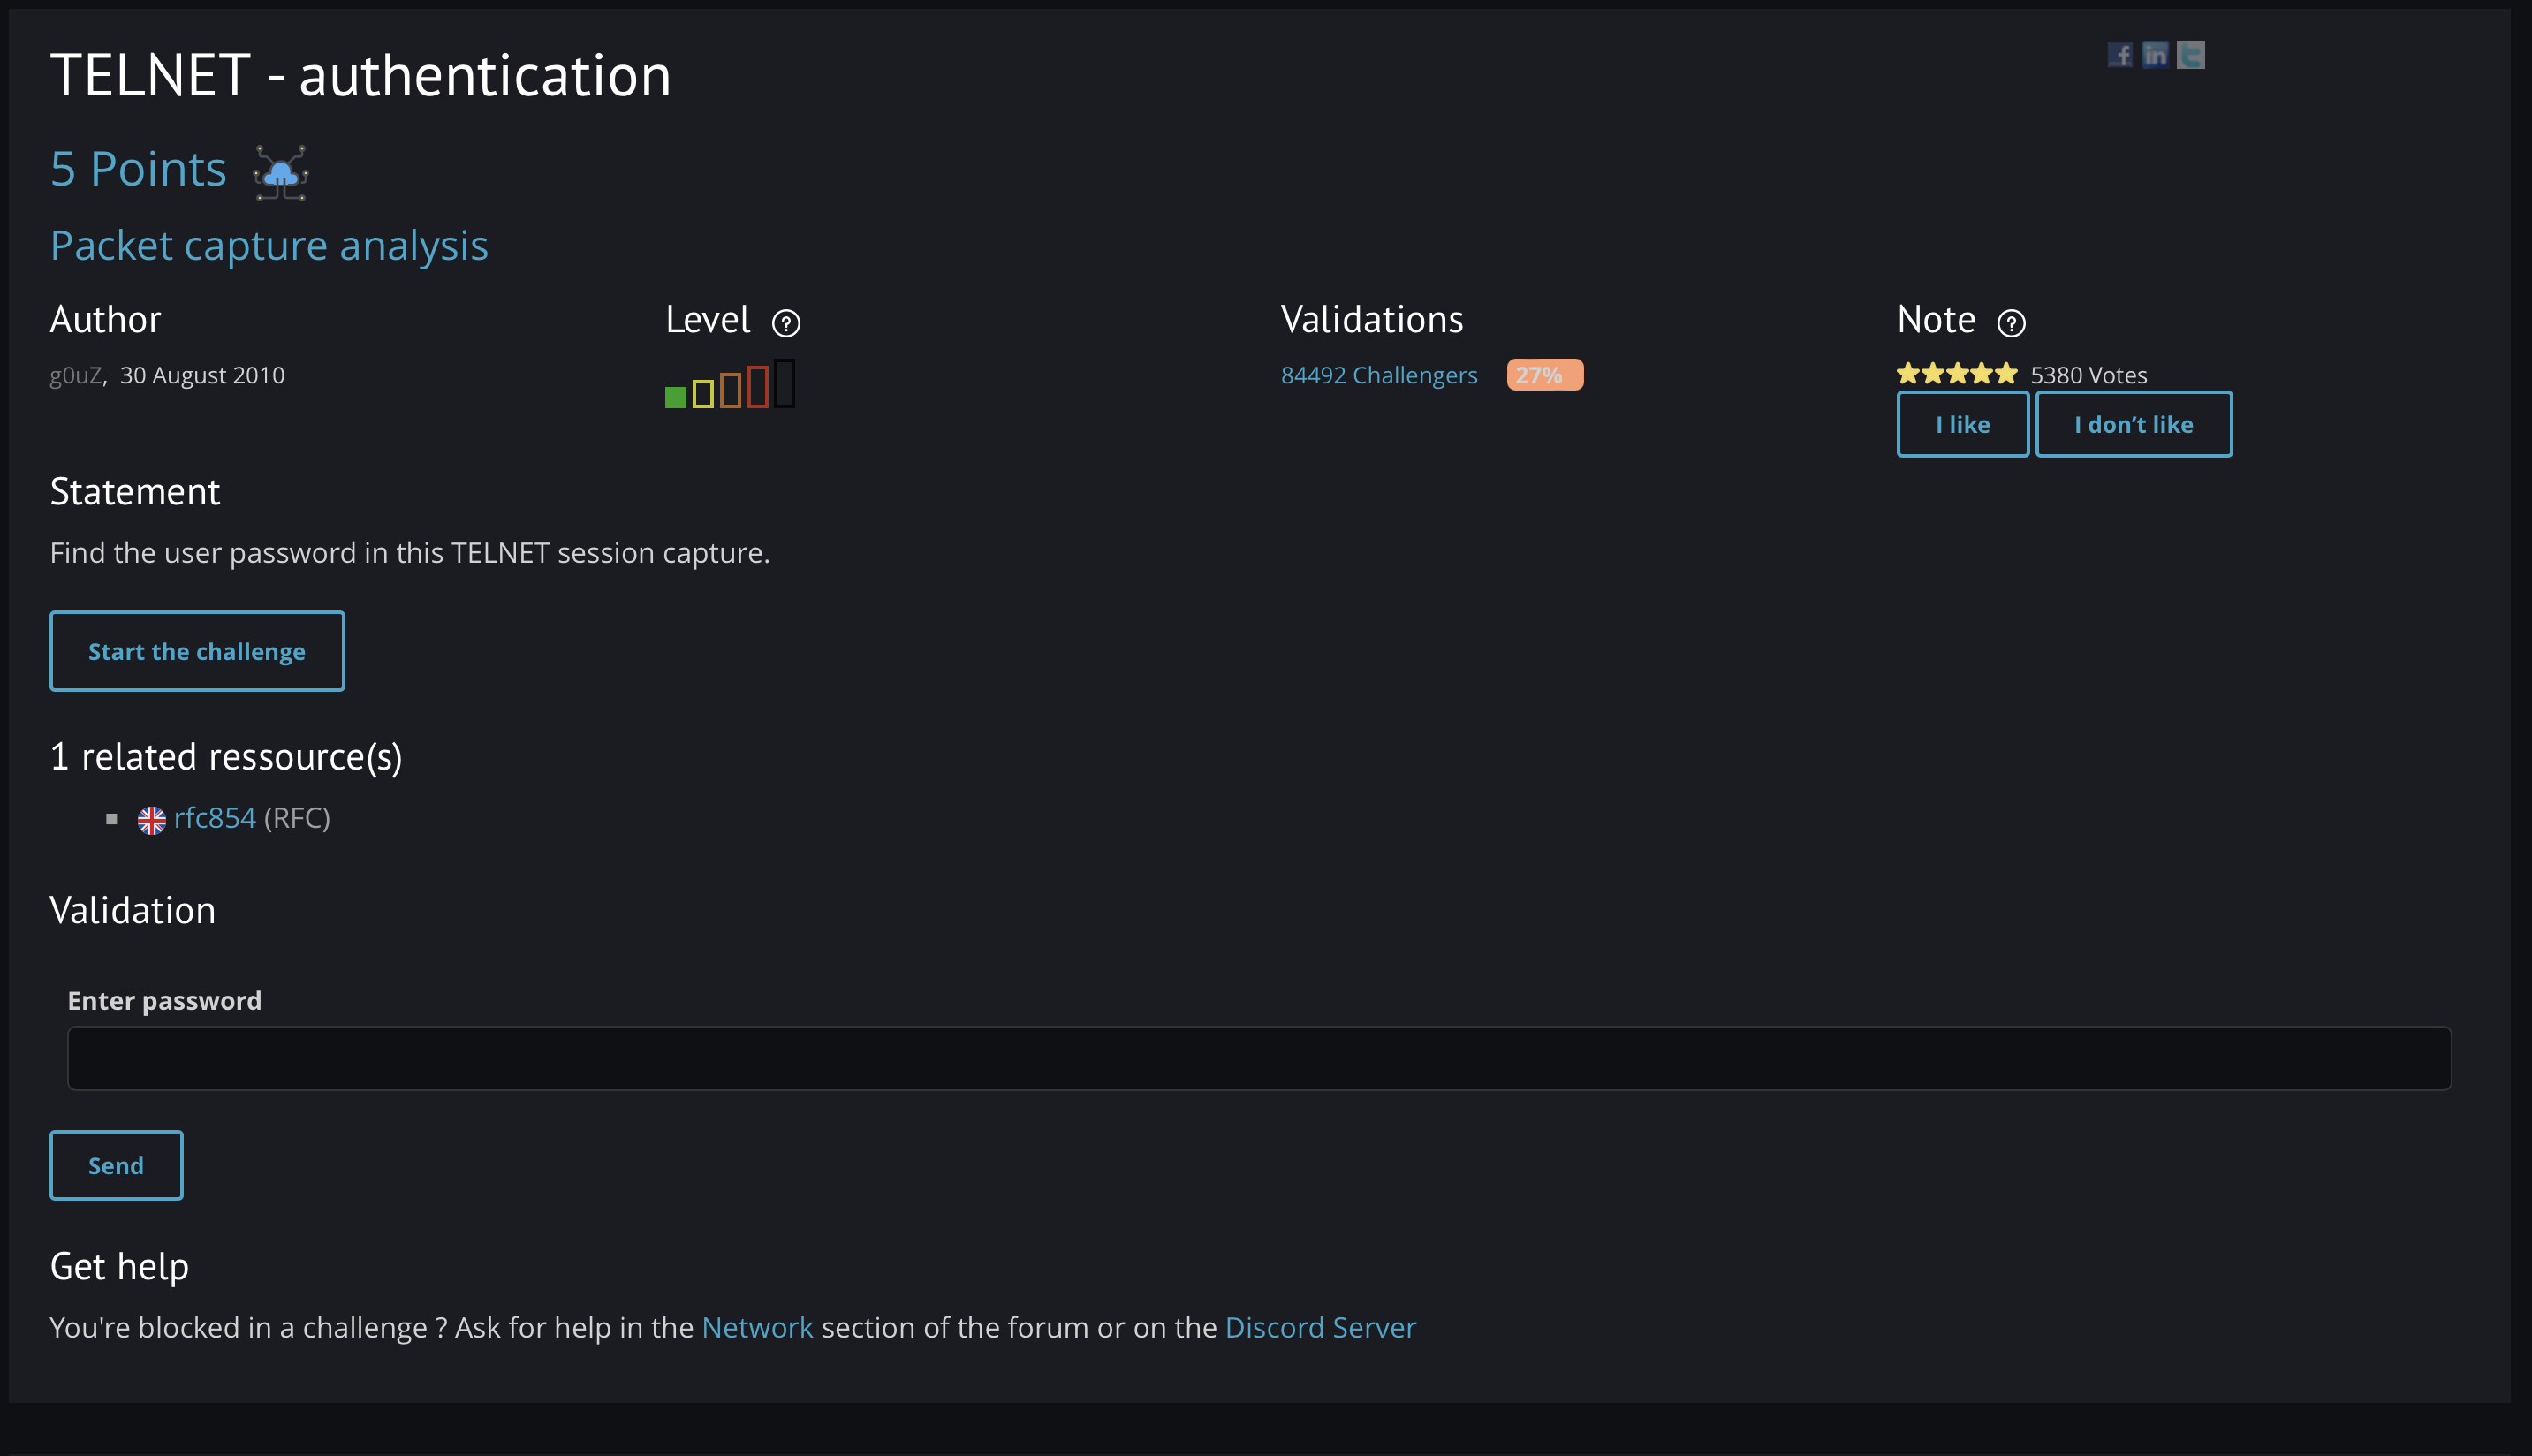 TELNET - authentication
5 Points
Packet capture analysis
Author
g0uZ, 30 August 2010
Level ?
Validations
84492 Challengers 27%
Note ?
5380 Votes
I like I don’t like
Statement
Find the user password in this TELNET session capture.
Start the challenge
1 related ressource(s)
rfc854 (RFC)
Validation
Enter password
Send
Get help
You're blocked in a challenge ? Ask for help in the Network section of the forum or on the Discord Server